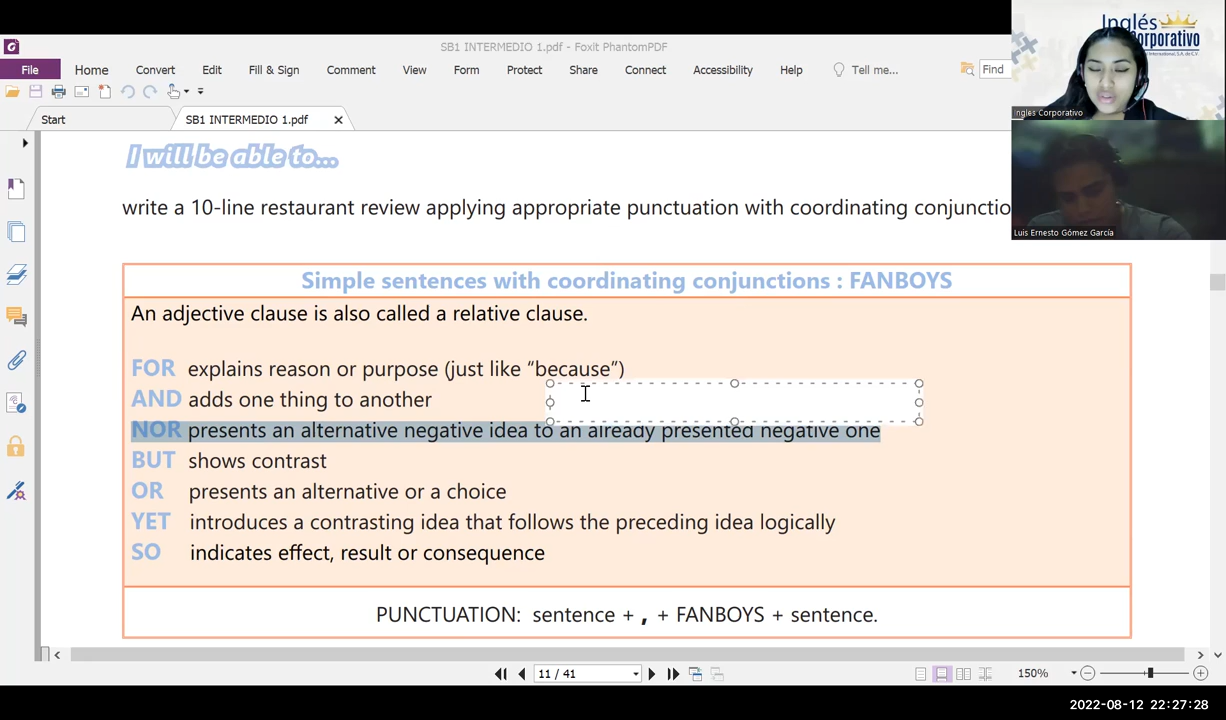 SB1 INTERMEDIO 1.pdf - Foxit PhantomPDF
File Home Convert Edit Fill & Sign Comment View Form Protect Share Connect Accessibility Help Tell me... Find
Start SB1 INTERMEDIO 1.pdf
Inglés
Corporativo
Ingles Corporativo
Luis Ernesto Gómez García
I will be able to...
write a 10-line restaurant review applying appropriate punctuation with coordinating conjunctio
Simple sentences with coordinating conjunctions : FANBOYS
An adjective clause is also called a relative clause.
FOR explains reason or purpose (just like “because”)
AND adds one thing to another
NOR presents an alternative negative idea to an already presented negative one
BUT shows contrast
OR presents an alternative or a choice
YET introduces a contrasting idea that follows the preceding idea logically
SO indicates effect, result or consequence
PUNCTUATION: sentence + , + FANBOYS + sentence.
11 / 41
150%
2022-08-12 22:27:28